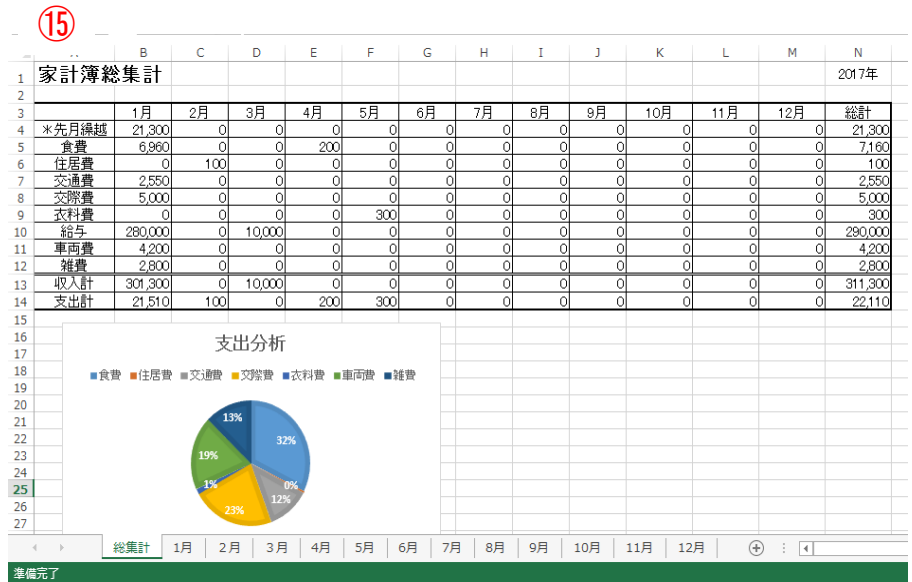 ⑮
B C D E F G H I J K L M N
1 家計簿総集計 2017年
2
3 1月 2月 3月 4月 5月 6月 7月 8月 9月 10月 11月 12月 総計
4 *先月繰越 21,300 0 0 0 0 0 0 0 0 0 0 0 21,300
5 食費 6,960 0 0 200 0 0 0 0 0 0 0 0 7,160
6 住居費 0 100 0 0 0 0 0 0 0 0 0 0 100
7 交通費 2,550 0 0 0 0 0 0 0 0 0 0 0 2,550
8 交際費 5,000 0 0 0 0 0 0 0 0 0 0 0 5,000
9 衣料費 0 0 0 0 300 0 0 0 0 0 0 0 300
10 給与 280,000 0 10,000 0 0 0 0 0 0 0 0 0 290,000
11 車両費 4,200 0 0 0 0 0 0 0 0 0 0 0 4,200
12 雑費 2,800 0 0 0 0 0 0 0 0 0 0 0 2,800
13 収入計 301,300 0 10,000 0 0 0 0 0 0 0 0 0 311,300
14 支出計 21,510 100 0 200 300 0 0 0 0 0 0 0 22,110
15
16
17
18
19
20
21
22
23
24
25
26
27
支出分析
食費 住居費 交通費 交際費 衣料費 車両費 雑費
13%
32%
19%
1%
0%
12%
23%
総集計 1月 2月 3月 4月 5月 6月 7月 8月 9月 10月 11月 12月
準備完了